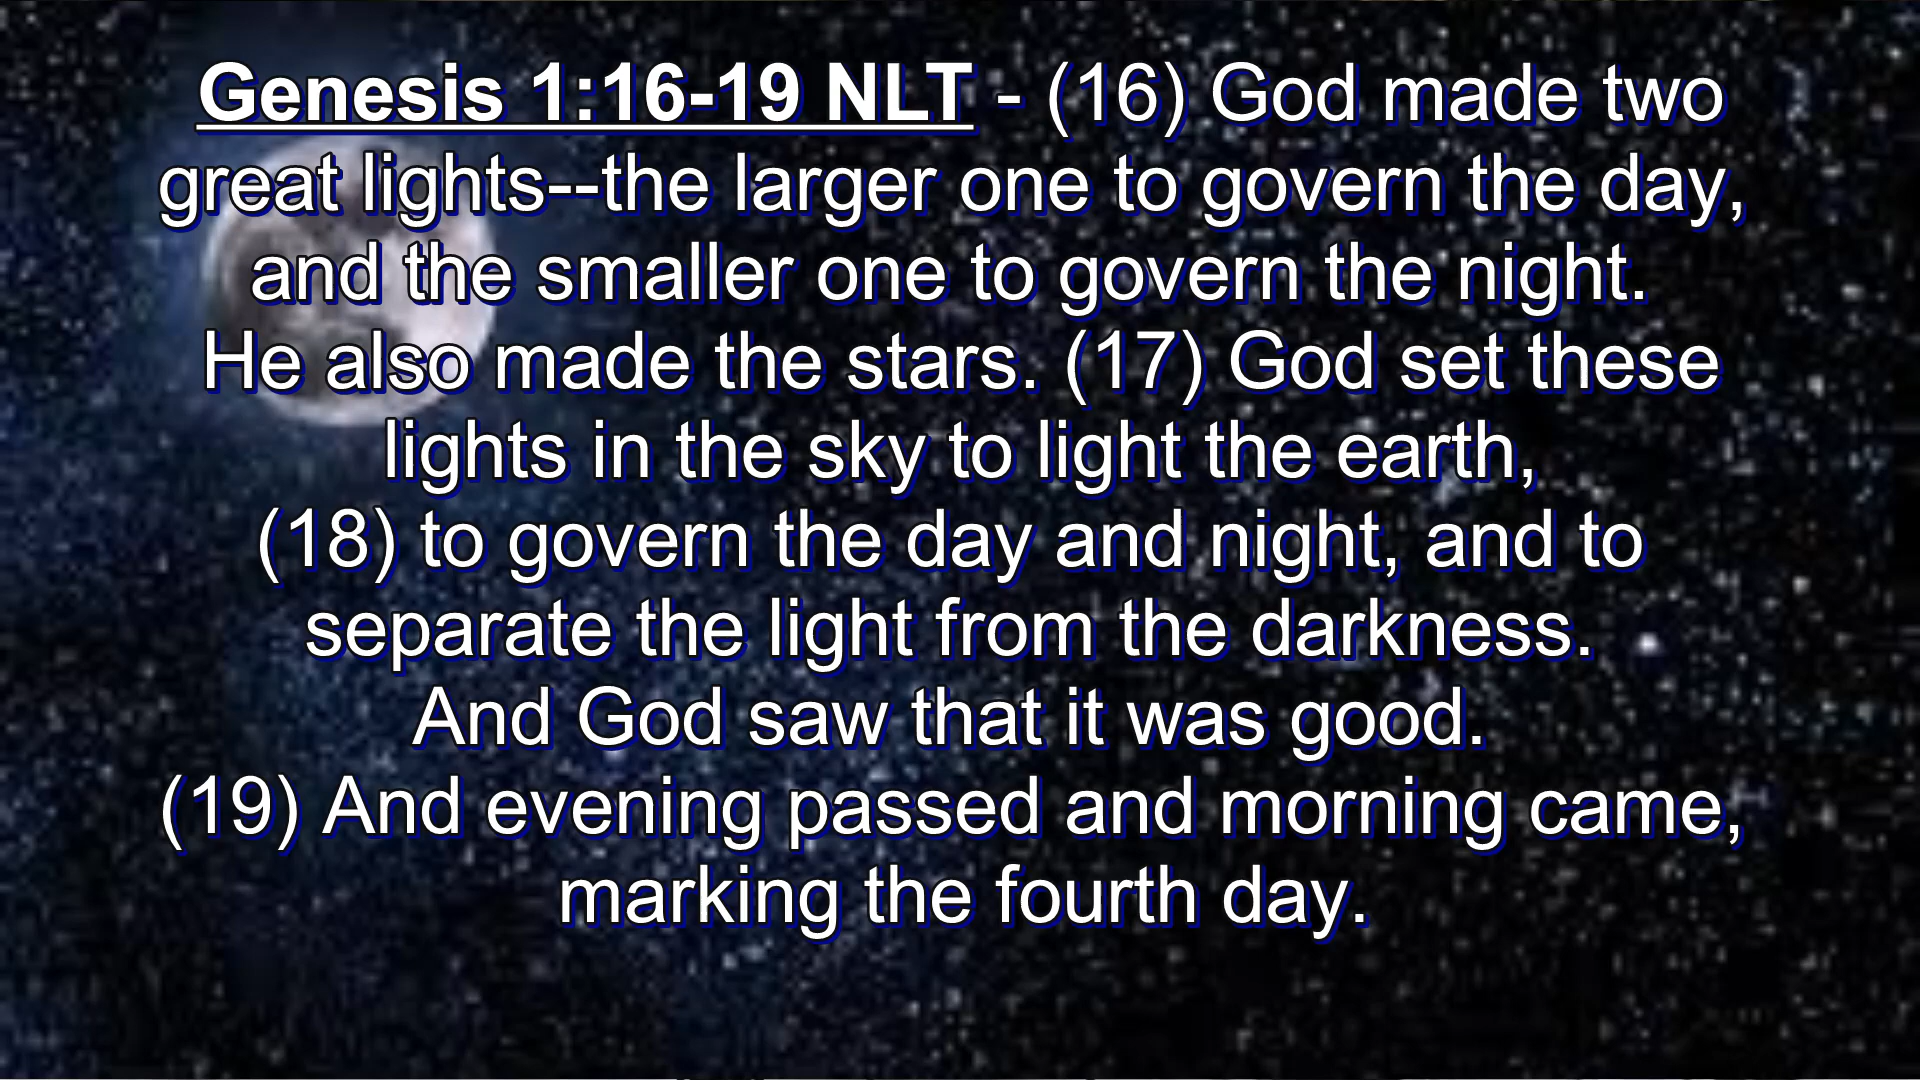 Genesis 1:16-19 NLT - (16) God made two
great lights--the larger one to govern the day,
and the smaller one to govern the night.
He also made the stars. (17) God set these
lights in the sky to light the earth,
(18) to govern the day and night, and to
separate the light from the darkness.
And God saw that it was good.
(19) And evening passed and morning came,
marking the fourth day.